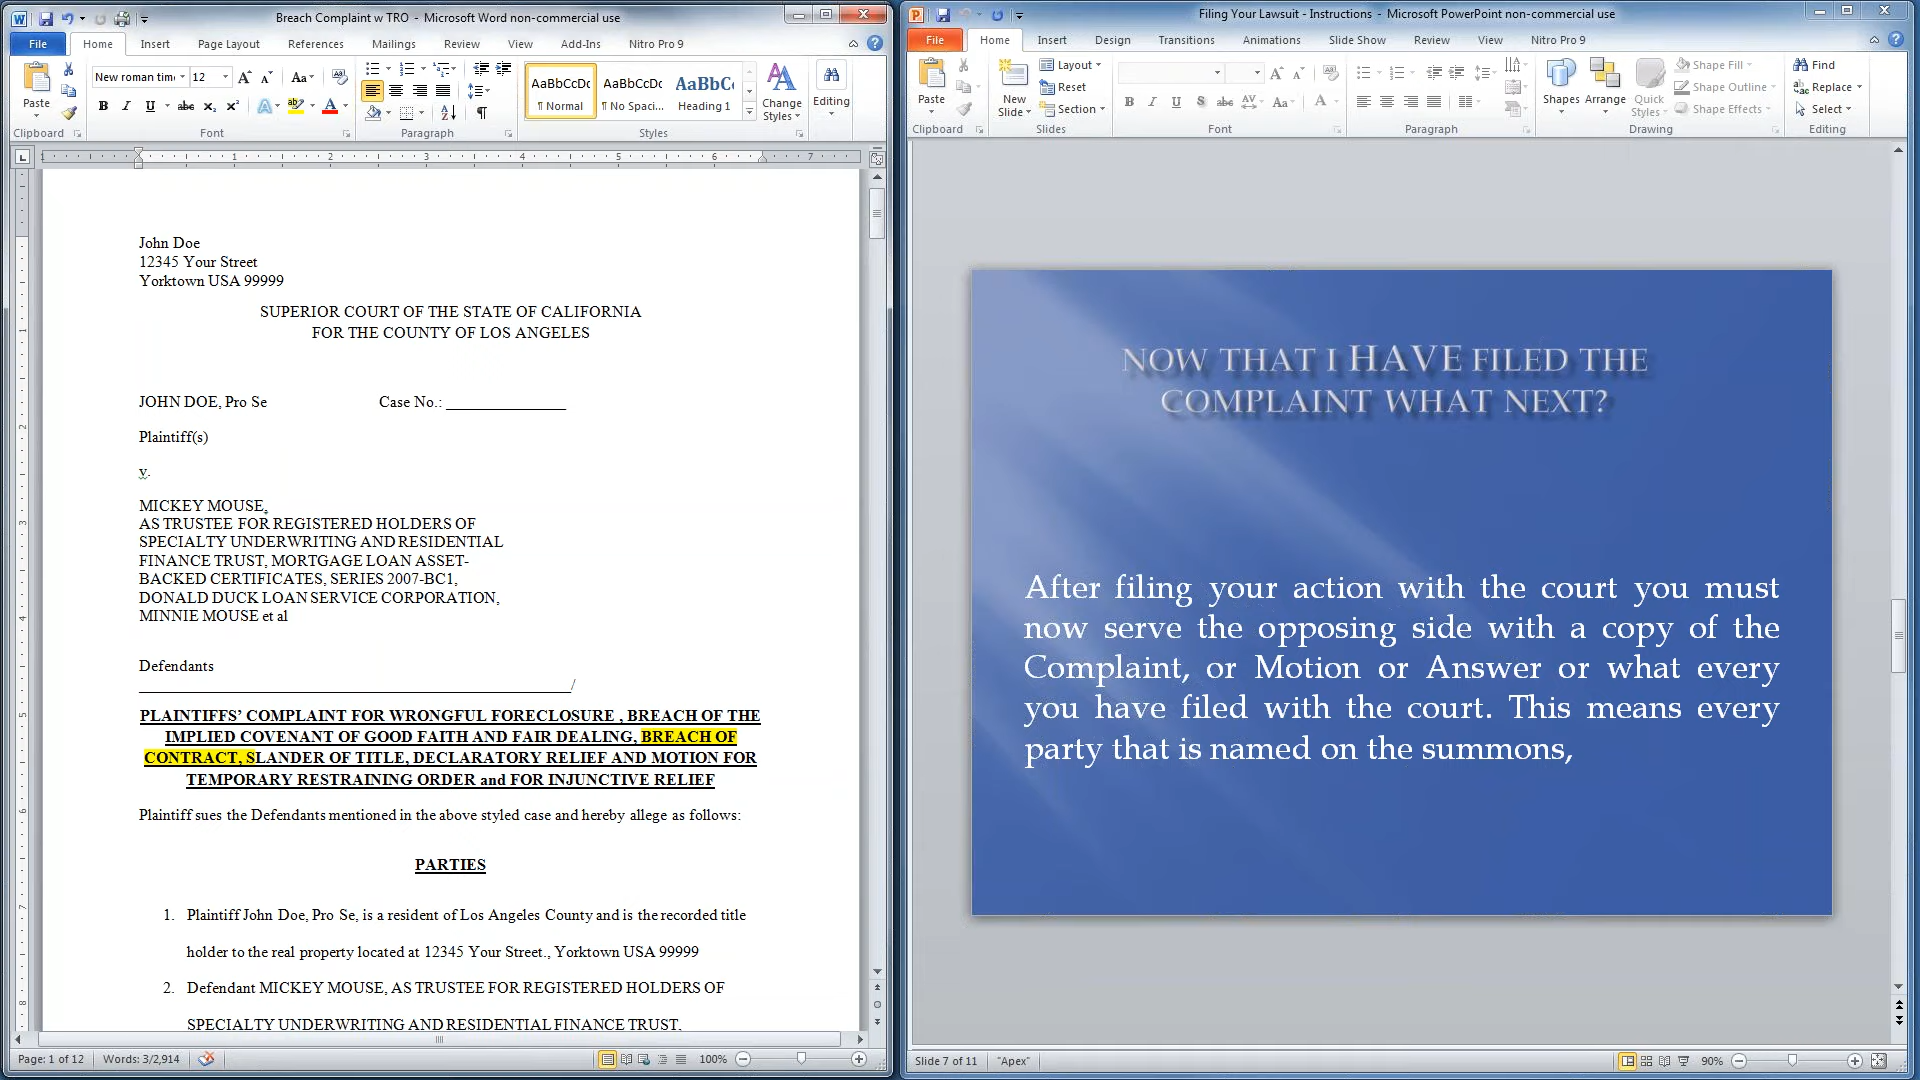 Breach Complaint w TRO - Microsoft Word non-commercial use
File Home Insert Page Layout References Mailings Review View Add-Ins Nitro Pro 9
New roman tim 12
Paste
Clipboard Font Paragraph Styles
AaBbCcDc AaBbCcDc AaBbC
¶ Normal ¶ No Spaci... Heading 1
Change Styles
Editing
1 2 3 4 5 6 7
John Doe
12345 Your Street
Yorktown USA 99999
SUPERIOR COURT OF THE STATE OF CALIFORNIA
FOR THE COUNTY OF LOS ANGELES
JOHN DOE, Pro Se Case No.: _______________
Plaintiff(s)
v.
MICKEY MOUSE,
AS TRUSTEE FOR REGISTERED HOLDERS OF
SPECIALTY UNDERWRITING AND RESIDENTIAL
FINANCE TRUST, MORTGAGE LOAN ASSET-
BACKED CERTIFICATES, SERIES 2007-BC1,
DONALD DUCK LOAN SERVICE CORPORATION,
MINNIE MOUSE et al
Defendants
______________________________________________________/
PLAINTIFFS’ COMPLAINT FOR WRONGFUL FORECLOSURE , BREACH OF THE
IMPLIED COVENANT OF GOOD FAITH AND FAIR DEALING, BREACH OF
CONTRACT, SLANDER OF TITLE, DECLARATORY RELIEF AND MOTION FOR
TEMPORARY RESTRAINING ORDER and FOR INJUNCTIVE RELIEF
Plaintiff sues the Defendants mentioned in the above styled case and hereby allege as follows:
PARTIES
1. Plaintiff John Doe, Pro Se, is a resident of Los Angeles County and is the recorded title
holder to the real property located at 12345 Your Street., Yorktown USA 99999
2. Defendant MICKEY MOUSE, AS TRUSTEE FOR REGISTERED HOLDERS OF
SPECIALTY UNDERWRITING AND RESIDENTIAL FINANCE TRUST,
Page: 1 of 12 Words: 3/2,914 100%
Filing Your Lawsuit - Instructions - Microsoft PowerPoint non-commercial use
File Home Insert Design Transitions Animations Slide Show Review View Nitro Pro 9
Paste
New Slide
Layout
Reset
Section
Shapes Arrange Quick Styles
Shape Fill
Shape Outline
Shape Effects
Find
Replace
Select
Clipboard Slides Font Paragraph Drawing Editing
NOW THAT I HAVE FILED THE
COMPLAINT WHAT NEXT?
After filing your action with the court you must
now serve the opposing side with a copy of the
Complaint, or Motion or Answer or what every
you have filed with the court. This means every
party that is named on the summons,
Slide 7 of 11 "Apex" 90%